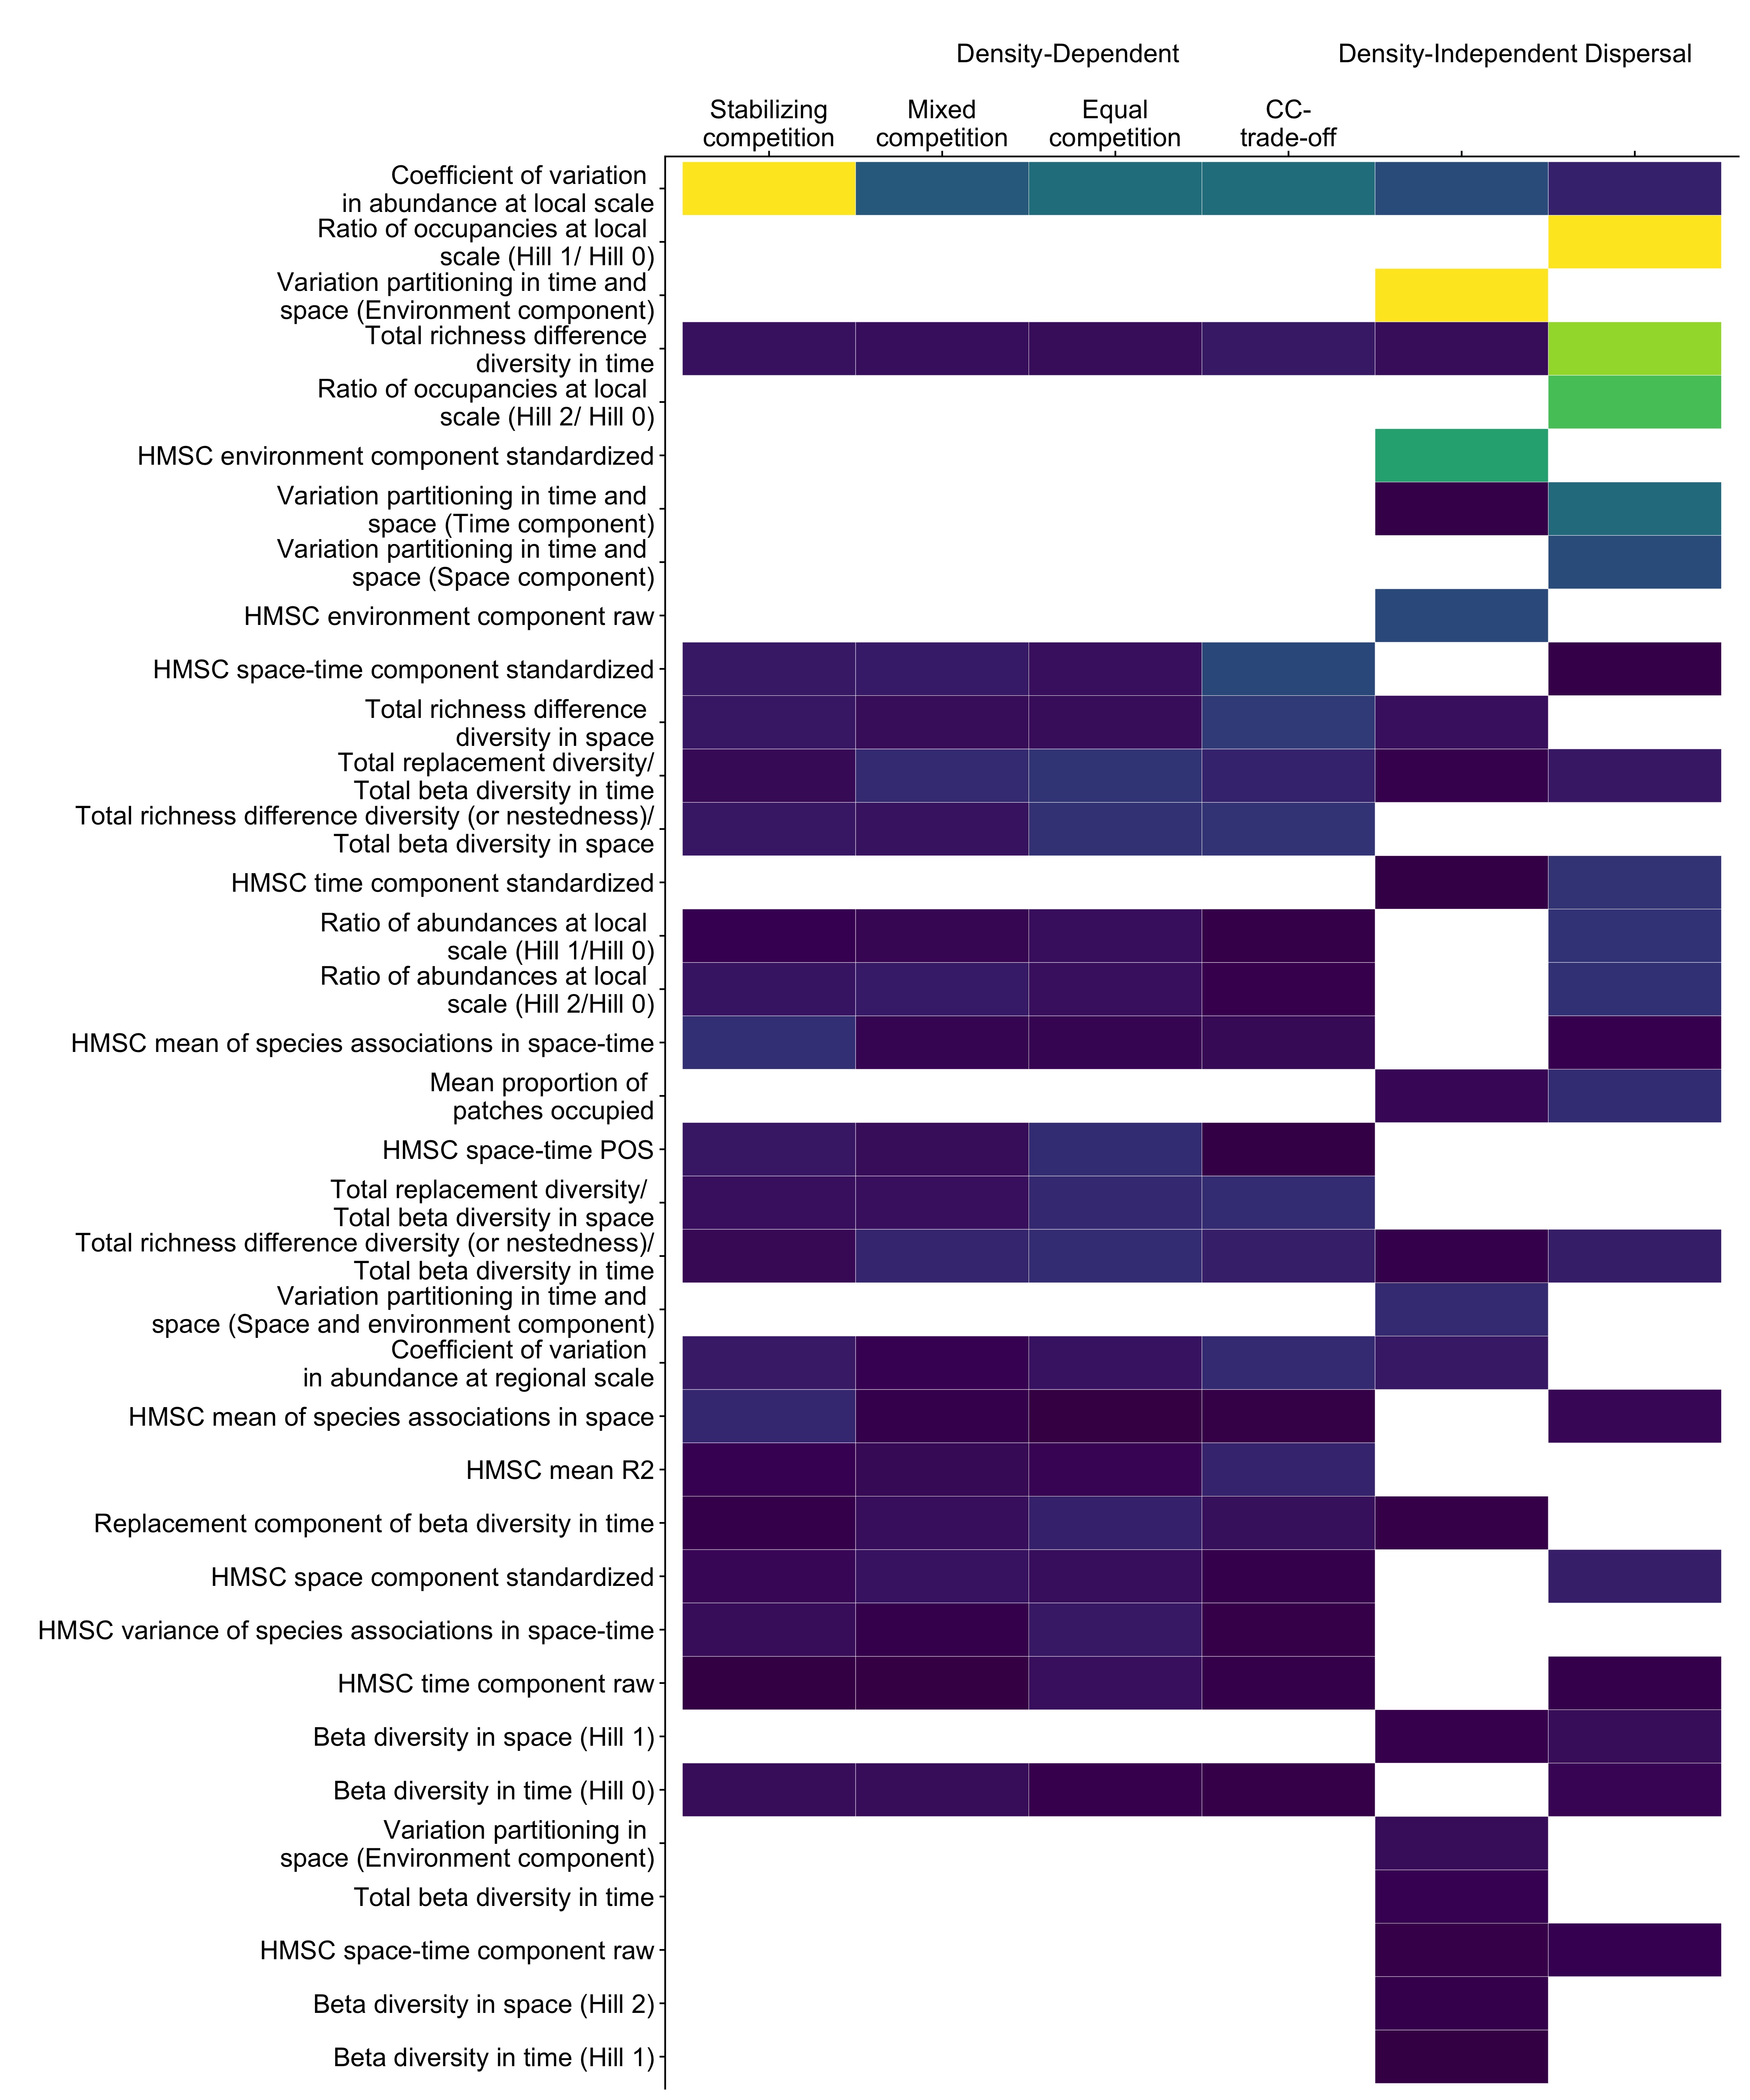 Density-Dependent
Density-Independent Dispersal
Stabilizing
competition
Mixed
competition
Equal
competition
CC-
trade-off
Coefficient of variation
in abundance at local scale
Ratio of occupancies at local
scale (Hill 1/ Hill 0)
Variation partitioning in time and
space (Environment component)
Total richness difference
diversity in time
Ratio of occupancies at local
scale (Hill 2/ Hill 0)
HMSC environment component standardized
Variation partitioning in time and
space (Time component)
Variation partitioning in time and
space (Space component)
HMSC environment component raw
HMSC space-time component standardized
Total richness difference
diversity in space
Total replacement diversity/
Total beta diversity in time
Total richness difference diversity (or nestedness)/
Total beta diversity in space
HMSC time component standardized
Ratio of abundances at local
scale (Hill 1/Hill 0)
Ratio of abundances at local
scale (Hill 2/Hill 0)
HMSC mean of species associations in space-time
Mean proportion of
patches occupied
HMSC space-time POS
Total replacement diversity/
Total beta diversity in space
Total richness difference diversity (or nestedness)/
Total beta diversity in time
Variation partitioning in time and
space (Space and environment component)
Coefficient of variation
in abundance at regional scale
HMSC mean of species associations in space
HMSC mean R2
Replacement component of beta diversity in time
HMSC space component standardized
HMSC variance of species associations in space-time
HMSC time component raw
Beta diversity in space (Hill 1)
Beta diversity in time (Hill 0)
Variation partitioning in
space (Environment component)
Total beta diversity in time
HMSC space-time component raw
Beta diversity in space (Hill 2)
Beta diversity in time (Hill 1)